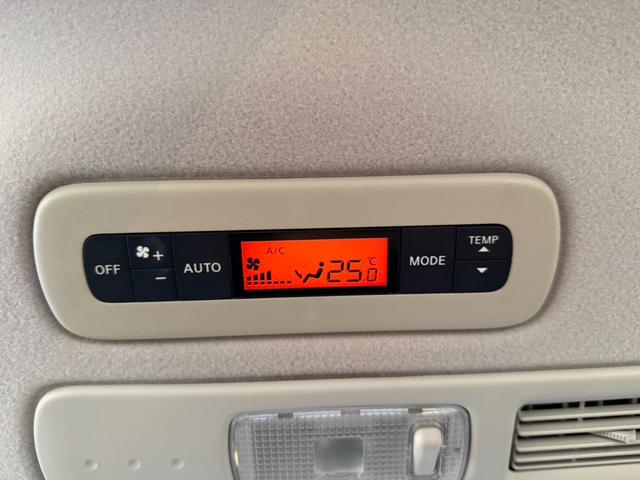 OFF
+
−
AUTO
A/C
25.0 °C
MODE
TEMP